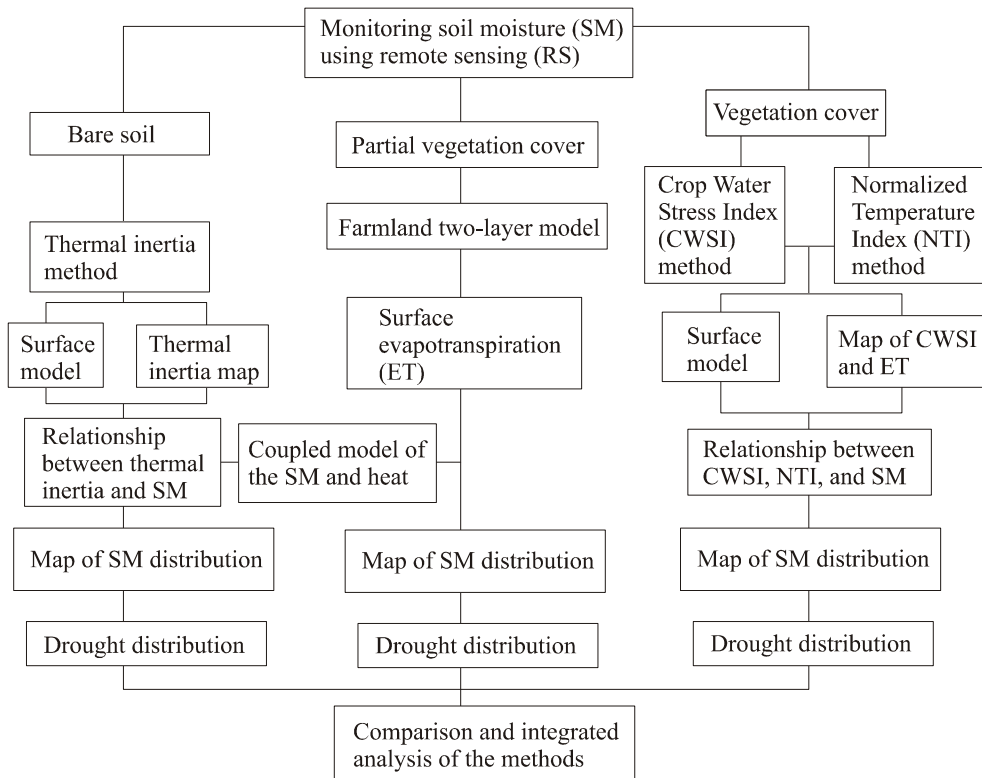 Monitoring soil moisture (SM)
using remote sensing (RS)
Bare soil
Partial vegetation cover
Vegetation cover
Crop Water
Stress Index
(CWSI)
method
Normalized
Temperature
Index (NTI)
method
Farmland two-layer model
Thermal inertia
method
Surface
model
Thermal
inertia map
Surface
evapotranspiration
(ET)
Surface
model
Map of CWSI
and ET
Relationship
between thermal
inertia and SM
Coupled model of
the SM and heat
Relationship between
CWSI, NTI, and SM
Map of SM distribution
Map of SM distribution
Map of SM distribution
Drought distribution
Drought distribution
Drought distribution
Comparison and integrated
analysis of the methods